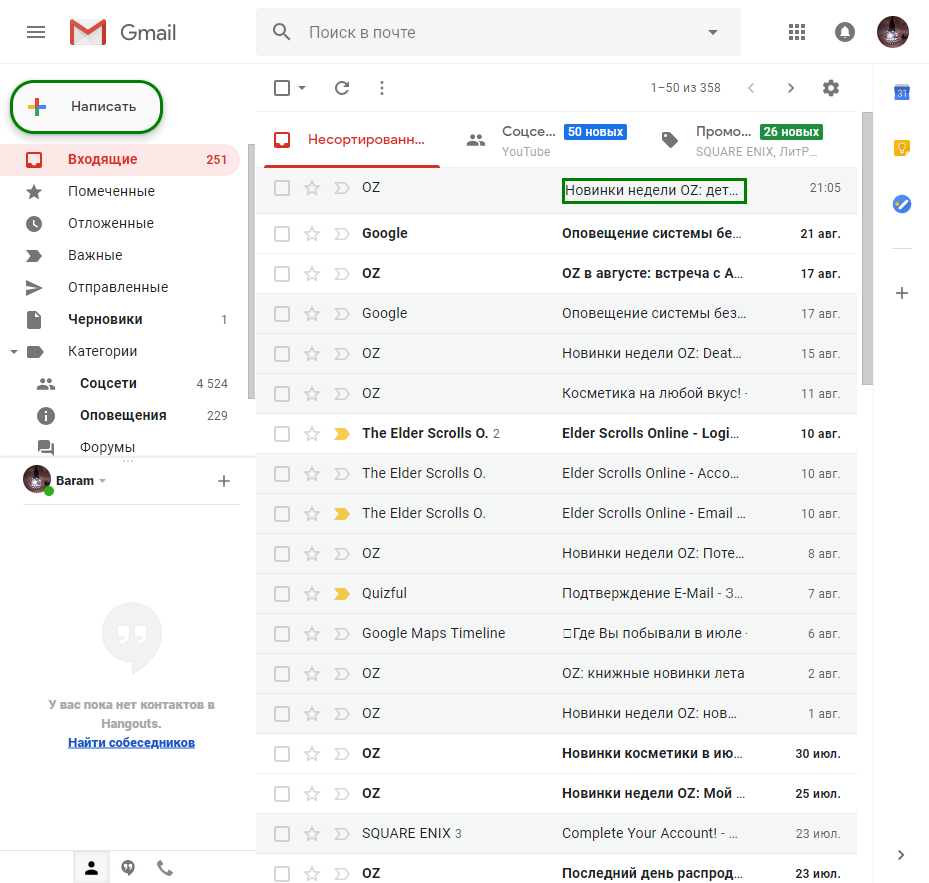 Gmail
Поиск в почте
Написать
1–50 из 358
31
Входящие 251
Помеченные
Отложенные
Важные
Отправленные
Черновики 1
Категории
Соцсети 4 524
Оповещения 229
Форумы
Baram
У вас пока нет контактов в
Hangouts.
Найти собеседников
Несортированн…
Соцсе… 50 новых
YouTube
Промо… 26 новых
SQUARE ENIX, ЛитР…
OZ Новинки недели OZ: дет… 21:05
Google Оповещение системы бе… 21 авг.
OZ OZ в августе: встреча с А… 17 авг.
Google Оповещение системы без… 17 авг.
OZ Новинки недели OZ: Deat… 15 авг.
OZ Косметика на любой вкус! - 11 авг.
The Elder Scrolls O. 2 Elder Scrolls Online - Logi… 10 авг.
The Elder Scrolls O. Elder Scrolls Online - Acco… 10 авг.
The Elder Scrolls O. Elder Scrolls Online - Email … 10 авг.
OZ Новинки недели OZ: Поте… 8 авг.
Quizful Подтверждение E-Mail - З… 7 авг.
Google Maps Timeline Где Вы побывали в июле - 6 авг.
OZ OZ: книжные новинки лета 2 авг.
OZ Новинки недели OZ: нов… 1 авг.
OZ Новинки косметики в ию… 30 июл.
OZ Новинки недели OZ: Мой … 25 июл.
SQUARE ENIX 3 Complete Your Account! - … 23 июл.
OZ Последний день распрод… 23 июл.